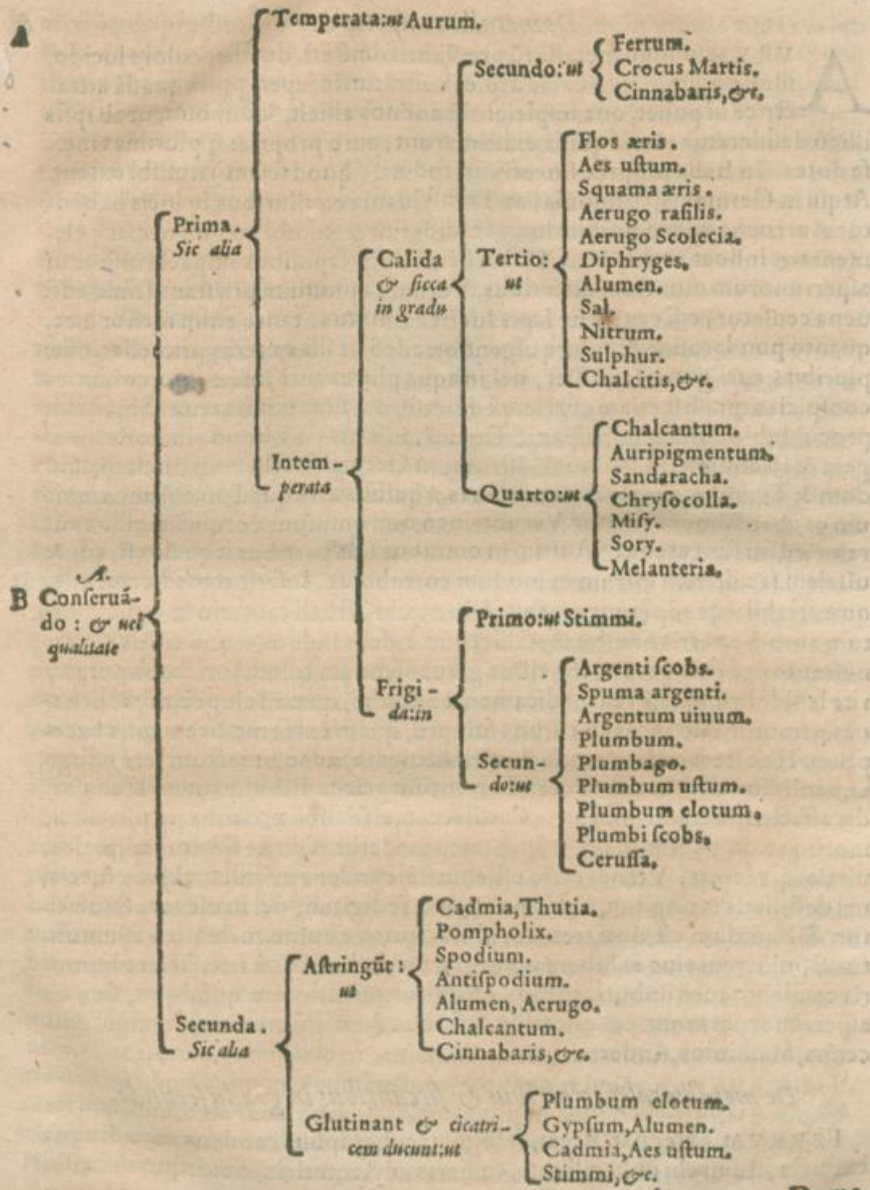 A
Temperata:ut Aurum.
Secundo:ut
Ferrum.
Crocus Martis.
Cinnabaris, &c.
Prima.
Sic alia
Calida
& sicca
in gradu
Tertio:
ut
Flos æris.
Aes ustum.
Squama æris.
Aerugo rasilis.
Aerugo Scolecia.
Diphryges.
Alumen.
Sal.
Nitrum.
Sulphur.
Chalcitis, &c.
Intem-
perata
Quarto:ut
Chalcantum.
Auripigmentum.
Sandaracha.
Chrysocolla.
Misy.
Sory.
Melanteria.
A.
B Conseruā-
do : & uel
qualitate
Frigi-
da:in
Primo:ut Stimmi.
Secun-
do:ut
Argenti scobs.
Spuma argenti.
Argentum uiuum.
Plumbum.
Plumbago.
Plumbum ustum.
Plumbum elotum.
Plumbi scobs.
Cerussa.
Secunda.
Sic alia
Astringūt :
ut
Cadmia, Thutia.
Pompholix.
Spodium.
Antispodium.
Alumen, Aerugo.
Chalcantum.
Cinnabaris, &c.
Glutinant & cicatri-
cem ducunt:ut
Plumbum elotum.
Gypsum, Alumen.
Cadmia, Aes ustum.
Stimmi, &c.